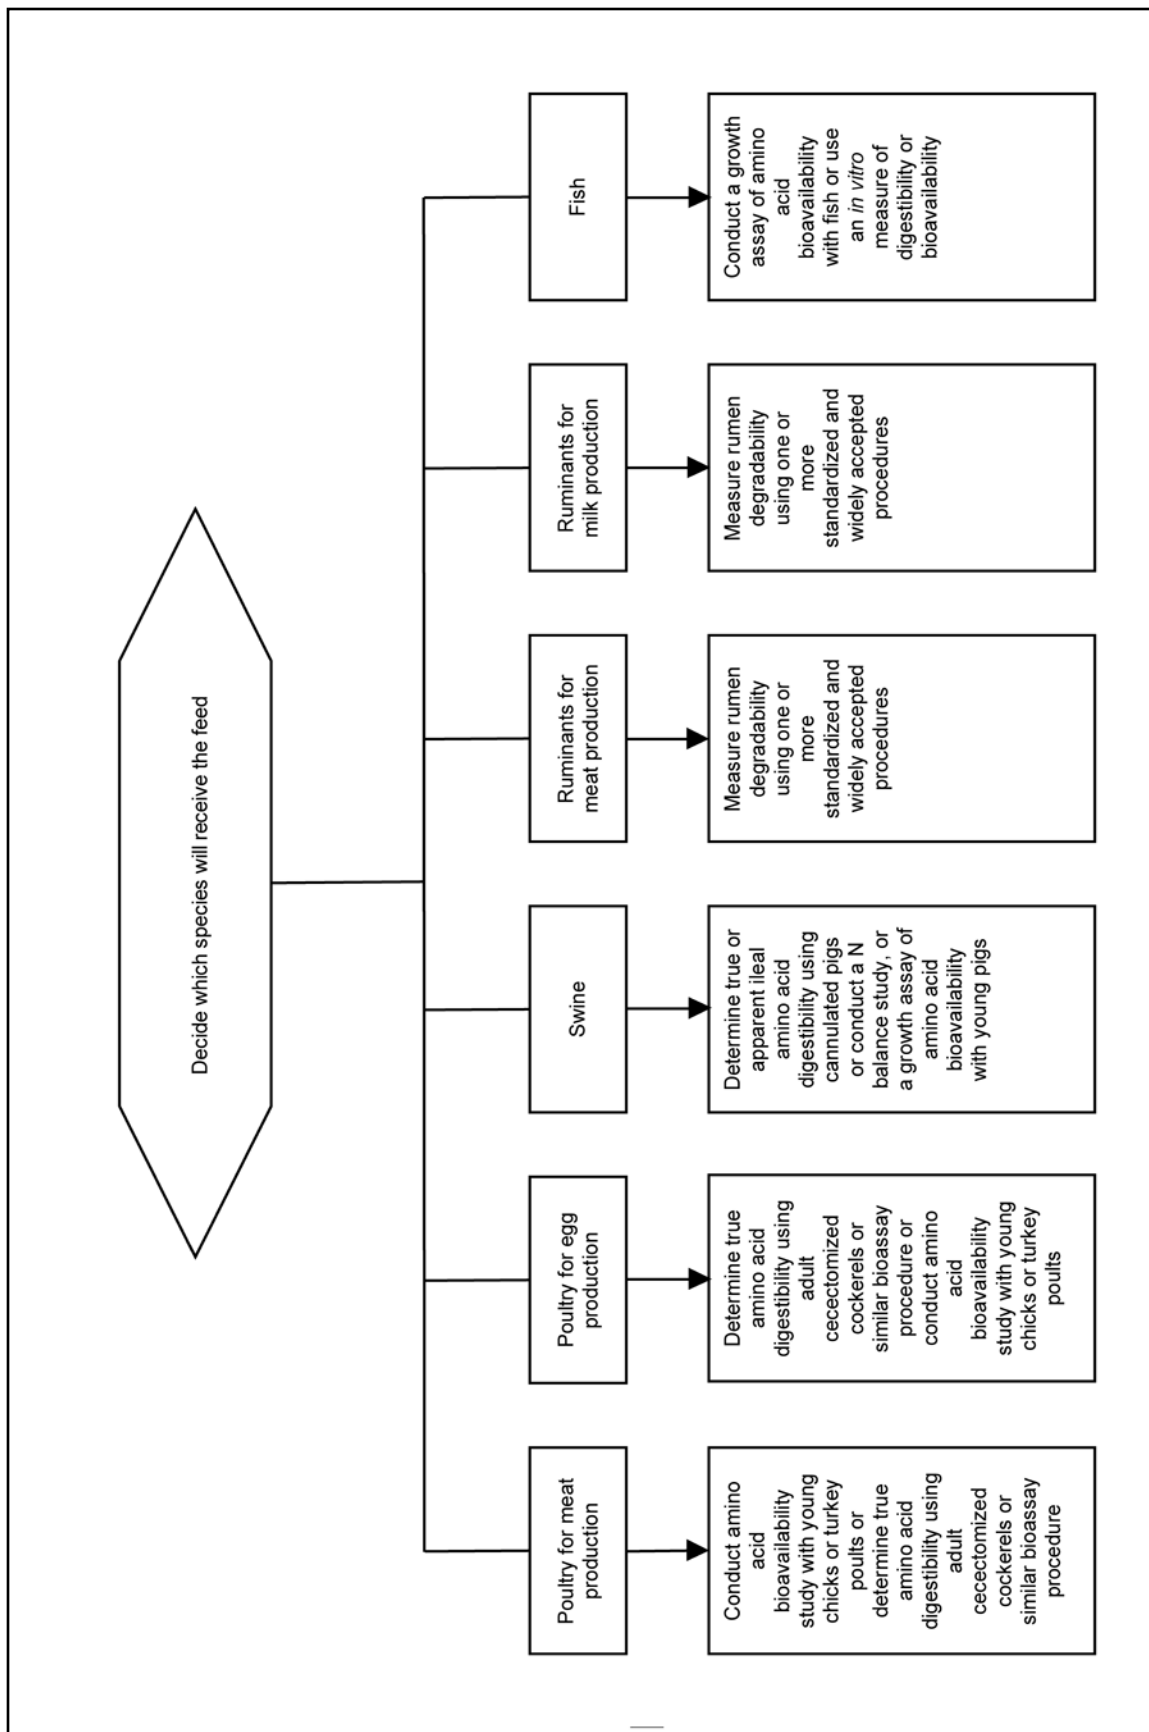 Decide which species will receive the feed
Poultry for meat
production
Poultry for egg
production
Swine
Ruminants for
meat production
Ruminants for
milk production
Fish
Conduct amino
acid
bioavailability
study with young
chicks or turkey
poults or
determine true
amino acid
digestibility using
adult
cecectomized
cockerels or
similar bioassay
procedure
Determine true
amino acid
digestibility using
adult
cecectomized
cockerels or
similar bioassay
procedure or
conduct amino
acid
bioavailability
study with young
chicks or turkey
poults
Determine true or
apparent ileal
amino acid
digestibility using
cannulated pigs
or conduct a N
balance study, or
a growth assay of
amino acid
bioavailability
with young pigs
Measure rumen
degradability
using one or
more
standardized and
widely accepted
procedures
Measure rumen
degradability
using one or
more
standardized and
widely accepted
procedures
Conduct a growth
assay of amino
acid
bioavailability
with fish or use
an in vitro
measure of
digestibility or
bioavailability